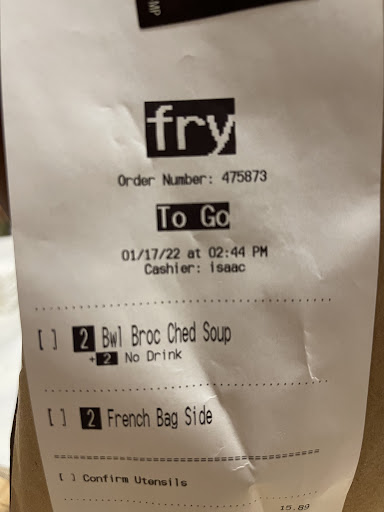 MP
fry
Order Number: 475873
To Go
01/17/22 at 02:44 PM
Cashier: isaac
[ ] 2 Bwl Broc Ched Soup
+ 2 No Drink
[ ] 2 French Bag Side
[ ] Confirm Utensils
15.89